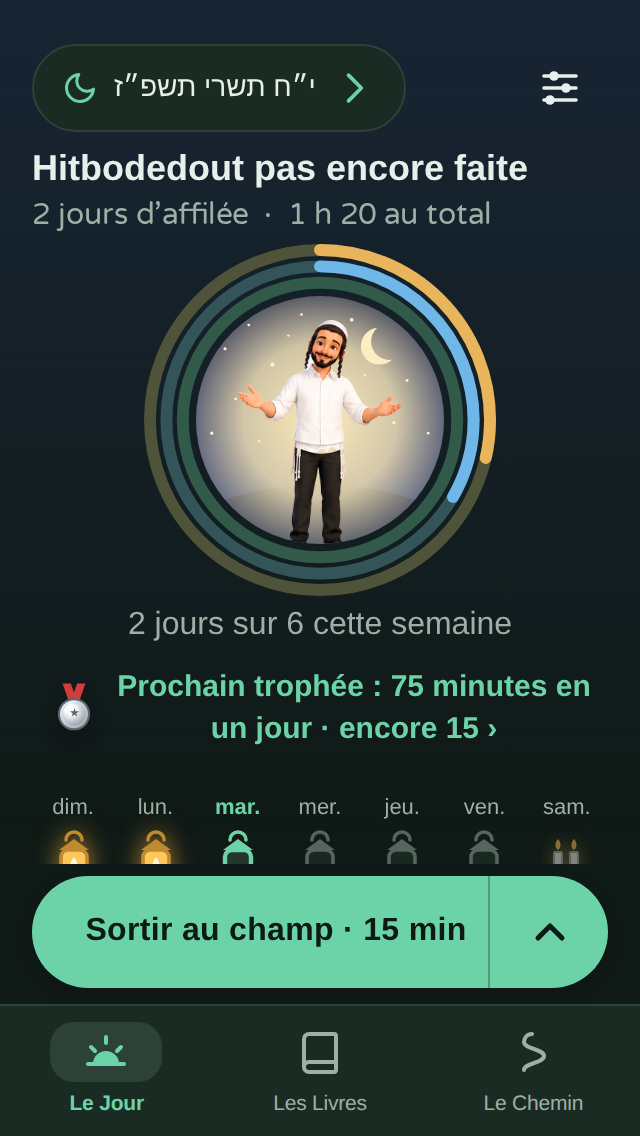 י״ח תשרי תשפ״ז
Hitbodedout pas encore faite
2 jours d’affilée · 1 h 20 au total
2 jours sur 6 cette semaine
Prochain trophée : 75 minutes en
un jour · encore 15 ›
dim. lun. mar. mer. jeu. ven. sam.
Sortir au champ · 15 min
Le Jour Les Livres Le Chemin